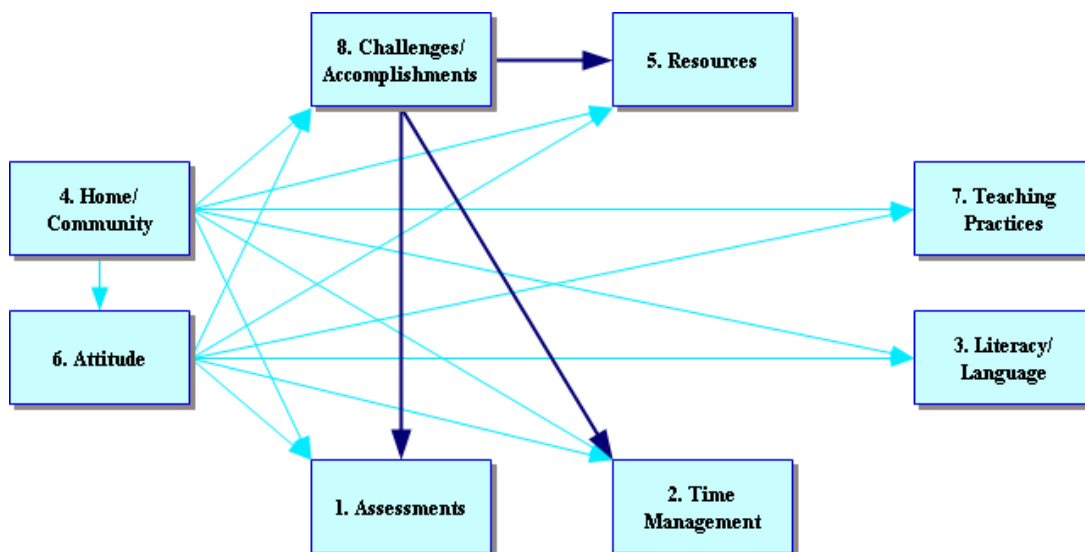 8. Challenges/
Accomplishments
5. Resources
4. Home/
Community
7. Teaching
Practices
6. Attitude
3. Literacy/
Language
1. Assessments
2. Time
Management